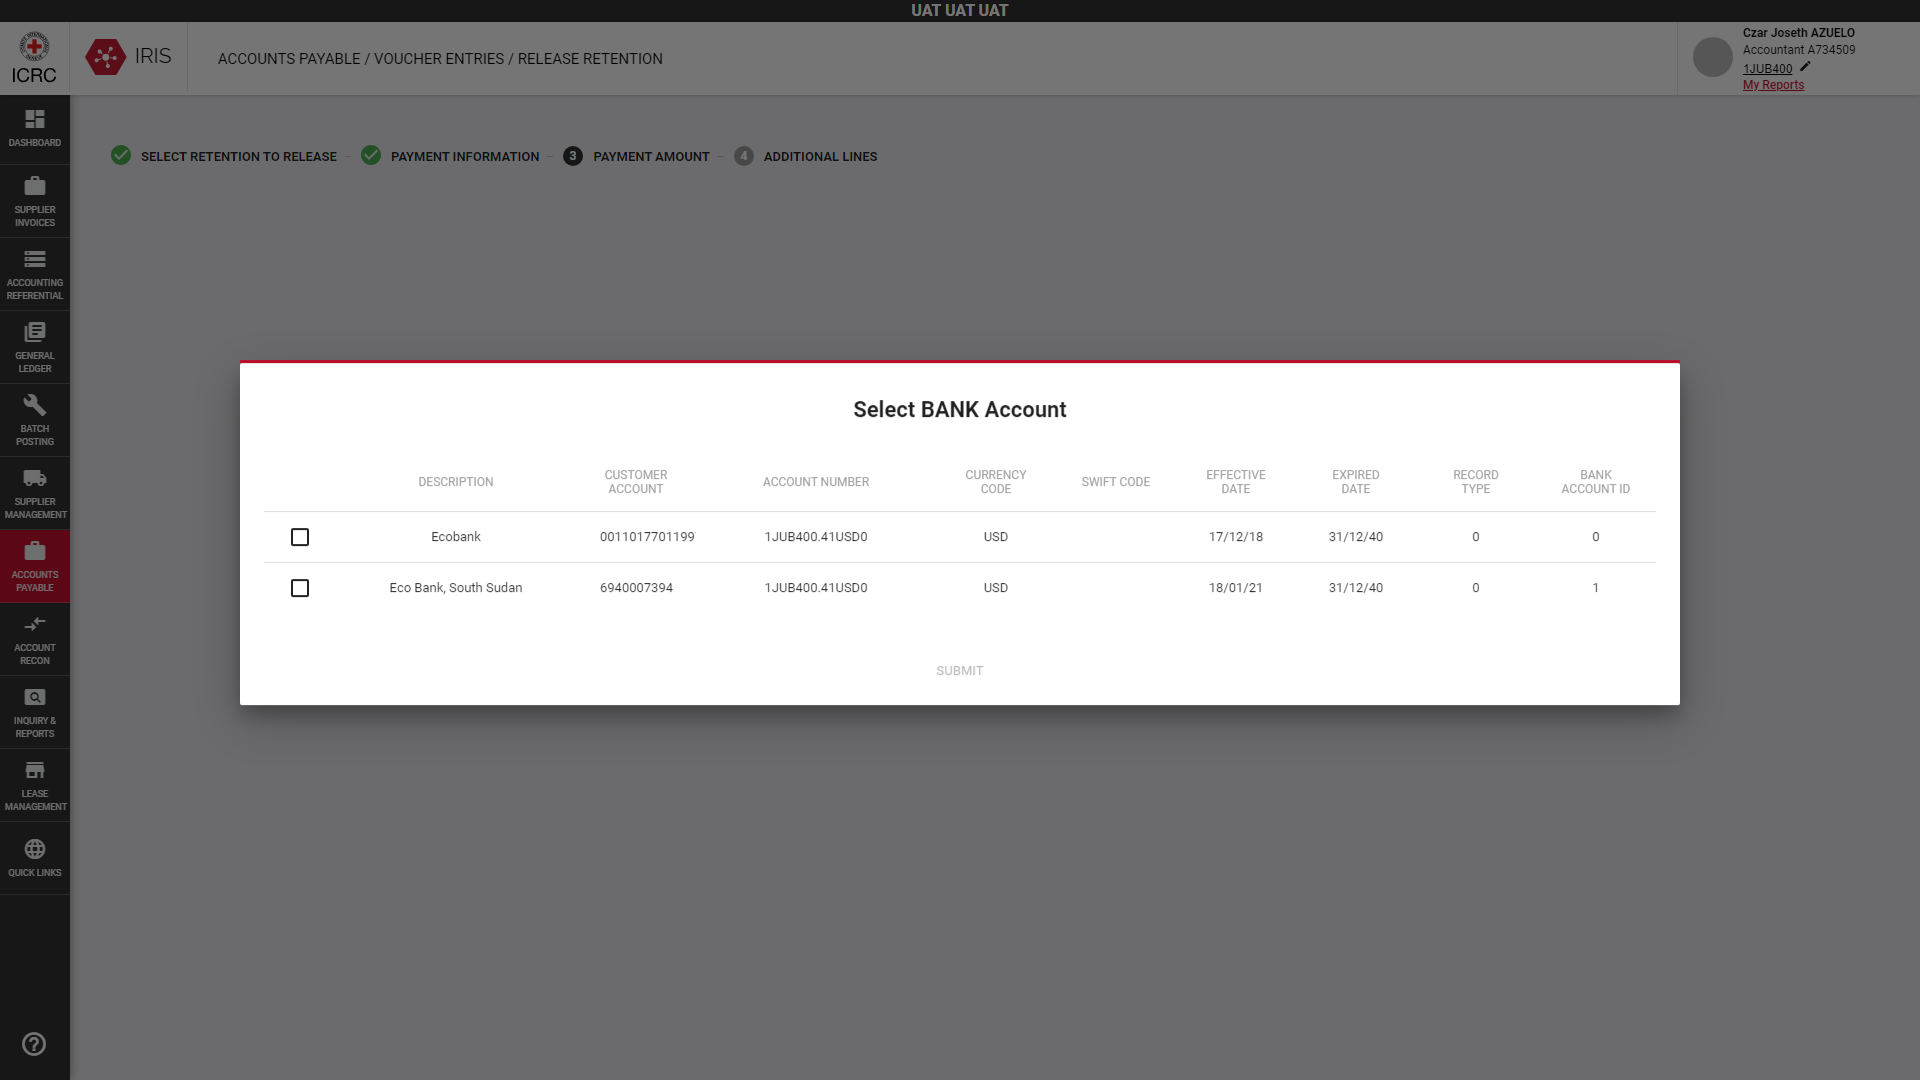 UAT UAT UAT
ICRC
IRIS
ACCOUNTS PAYABLE / VOUCHER ENTRIES / RELEASE RETENTION
Czar Joseth AZUELO
Accountant A734509
1JUB400
My Reports
DASHBOARD
SUPPLIER
INVOICES
ACCOUNTING
REFERENTIAL
GENERAL
LEDGER
BATCH
POSTING
SUPPLIER
MANAGEMENT
ACCOUNTS
PAYABLE
ACCOUNT
RECON
INQUIRY &
REPORTS
LEASE
MANAGEMENT
QUICK LINKS
SELECT RETENTION TO RELEASE – PAYMENT INFORMATION – 3 PAYMENT AMOUNT – 4 ADDITIONAL LINES
Select BANK Account
DESCRIPTION CUSTOMER ACCOUNT ACCOUNT NUMBER CURRENCY CODE SWIFT CODE EFFECTIVE DATE EXPIRED DATE RECORD TYPE BANK ACCOUNT ID
Ecobank 0011017701199 1JUB400.41USD0 USD 17/12/18 31/12/40 0 0
Eco Bank, South Sudan 6940007394 1JUB400.41USD0 USD 18/01/21 31/12/40 0 1
SUBMIT